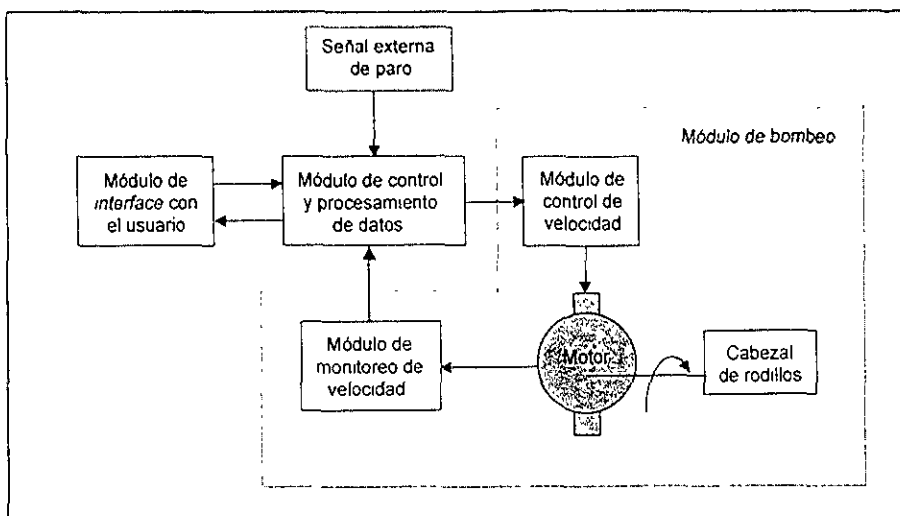 Señal externa
de paro
Módulo de bombeo
Módulo de
interface con
el usuario
Módulo de control
y procesamiento
de datos
Módulo de
control de
velocidad
Módulo de
monitoreo de
velocidad
Motor
Cabezal
de rodillos